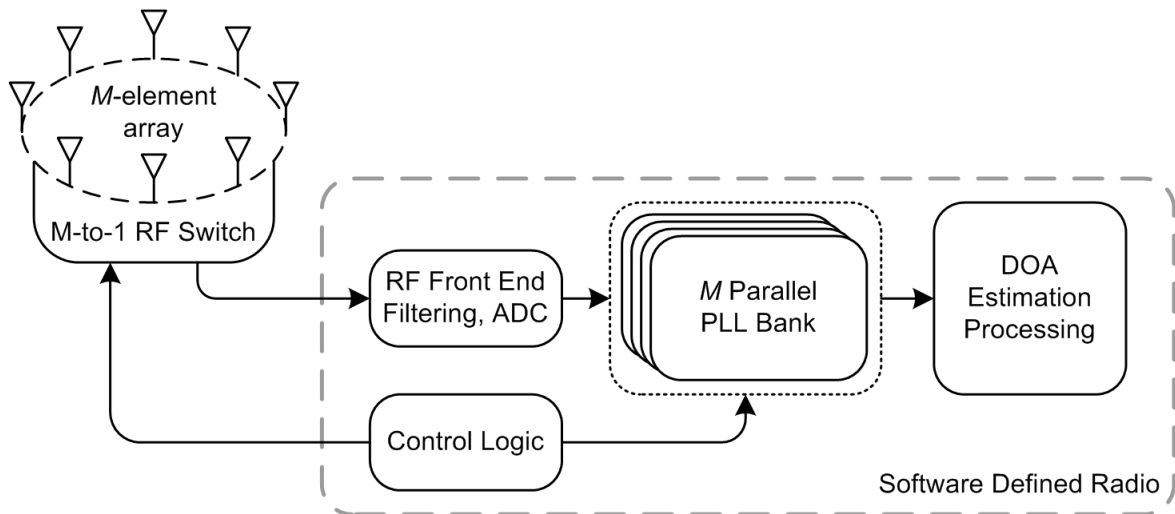 M-element
array
M-to-1 RF Switch
RF Front End
Filtering, ADC
M Parallel
PLL Bank
DOA
Estimation
Processing
Control Logic
Software Defined Radio